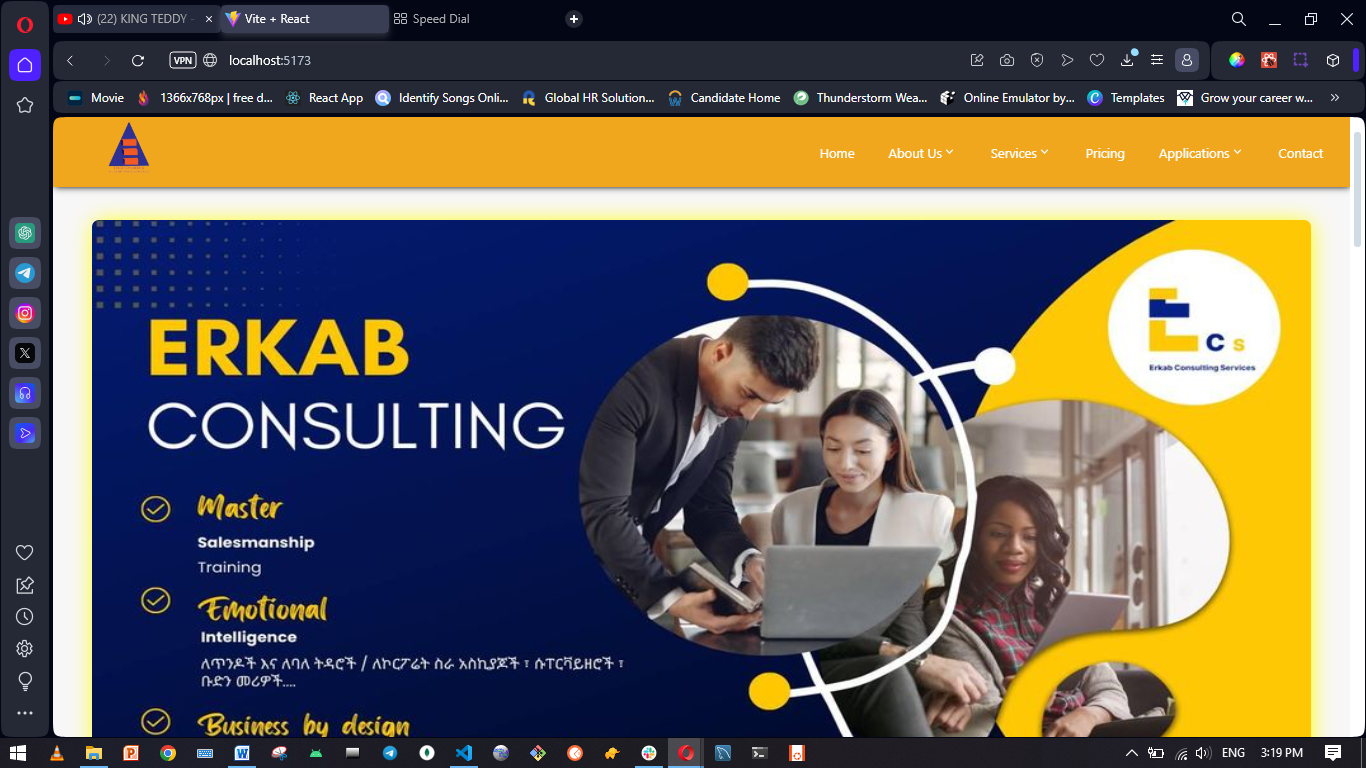 (22) KING TEDDY -
Vite + React
Speed Dial
VPN
localhost:5173
Movie
1366x768px | free d...
React App
Identify Songs Onli...
Global HR Solution...
Candidate Home
Thunderstorm Wea...
Online Emulator by...
Templates
Grow your career w...
Home
About Us
Services
Pricing
Applications
Contact
ERKAB
CONSULTING
E
C s
Erkab Consulting Services
Master
Salesmanship
Training
Emotional
Intelligence
ለጥንዶች እና ለባለ ትዳሮች / ለኮርፖሬት ስራ አስኪያጆች ፣ ሱፐርቫይዘሮች ፣
ቡድን መሪዎች....
Business by design
ENG
3:19 PM